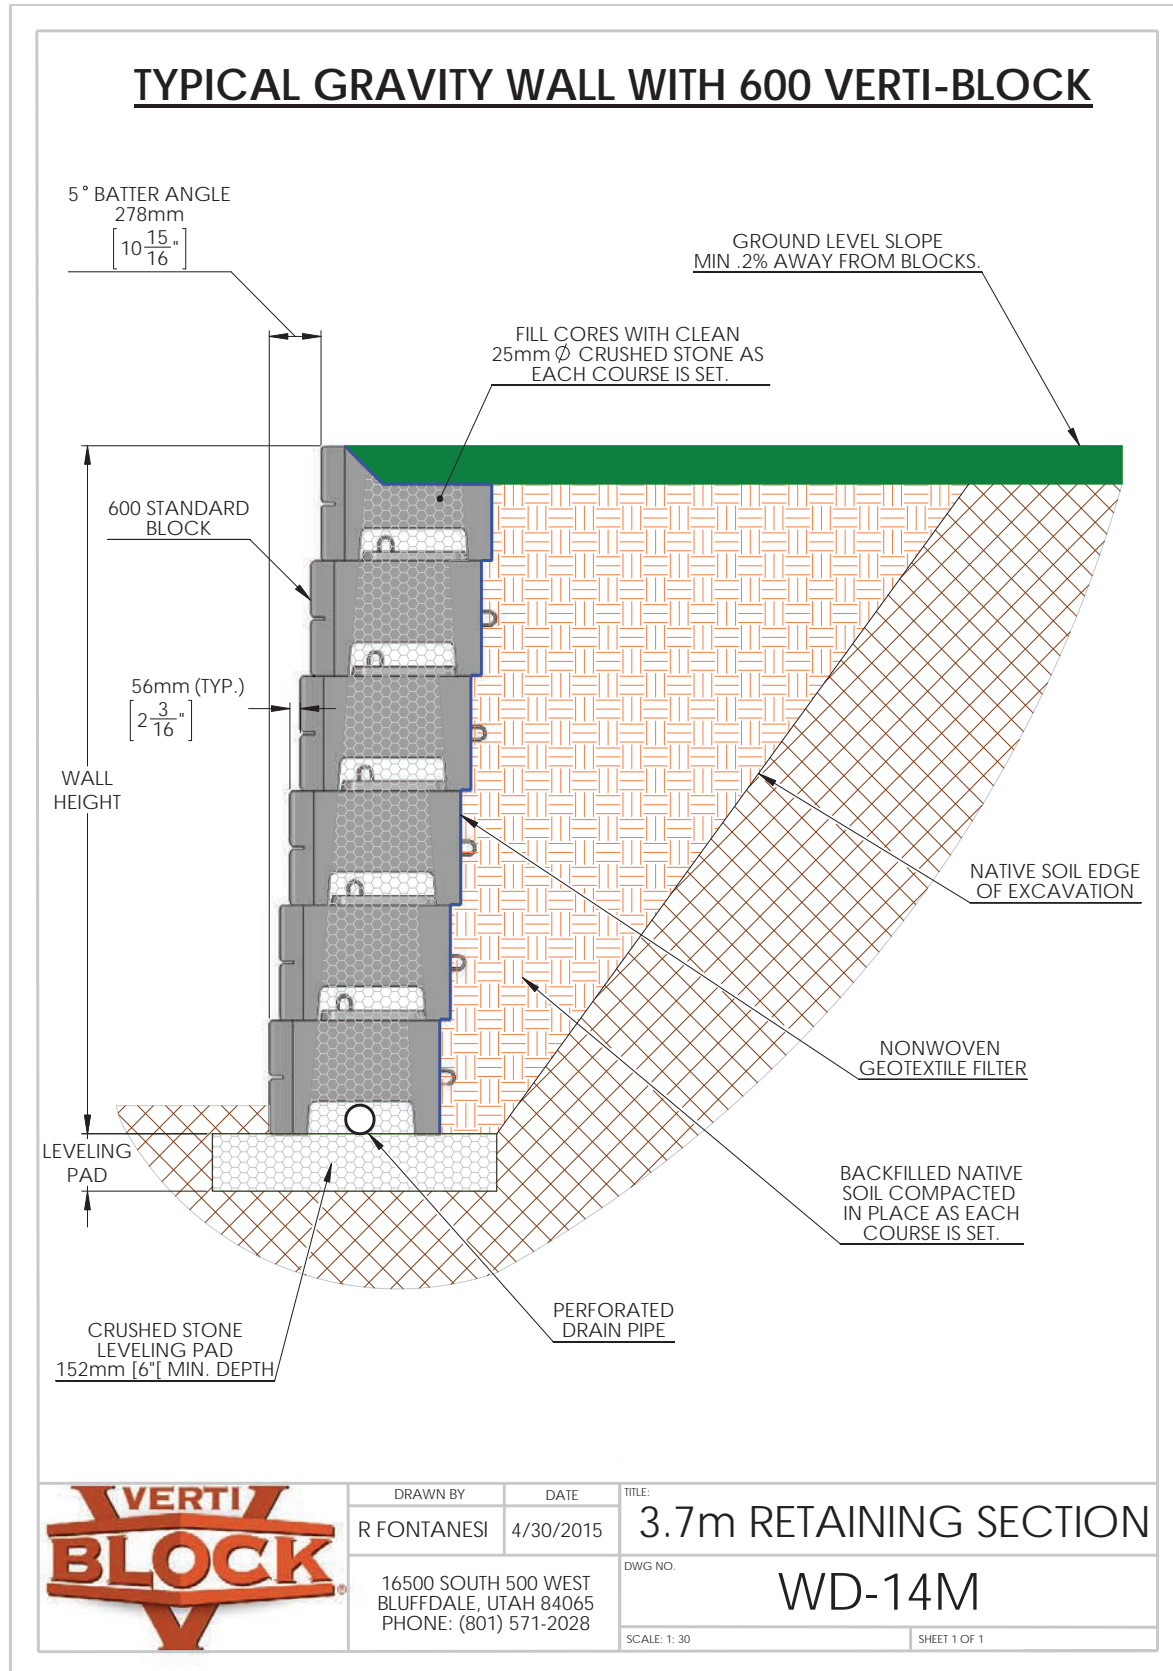 TYPICAL GRAVITY WALL WITH 600 VERTI-BLOCK
5° BATTER ANGLE
278mm
[10 15/16"]
GROUND LEVEL SLOPE
MIN .2% AWAY FROM BLOCKS.
FILL CORES WITH CLEAN
25mm Ø CRUSHED STONE AS
EACH COURSE IS SET.
600 STANDARD
BLOCK
56mm (TYP.)
[2 3/16"]
WALL
HEIGHT
NATIVE SOIL EDGE
OF EXCAVATION
NONWOVEN
GEOTEXTILE FILTER
LEVELING
PAD
BACKFILLED NATIVE
SOIL COMPACTED
IN PLACE AS EACH
COURSE IS SET.
PERFORATED
DRAIN PIPE
CRUSHED STONE
LEVELING PAD
152mm [6"[ MIN. DEPTH
VERTI
BLOCK
®
DRAWN BY
DATE
R FONTANESI
4/30/2015
16500 SOUTH 500 WEST
BLUFFDALE, UTAH 84065
PHONE: (801) 571-2028
TITLE:
3.7m RETAINING SECTION
DWG NO.
WD-14M
SCALE: 1: 30
SHEET 1 OF 1